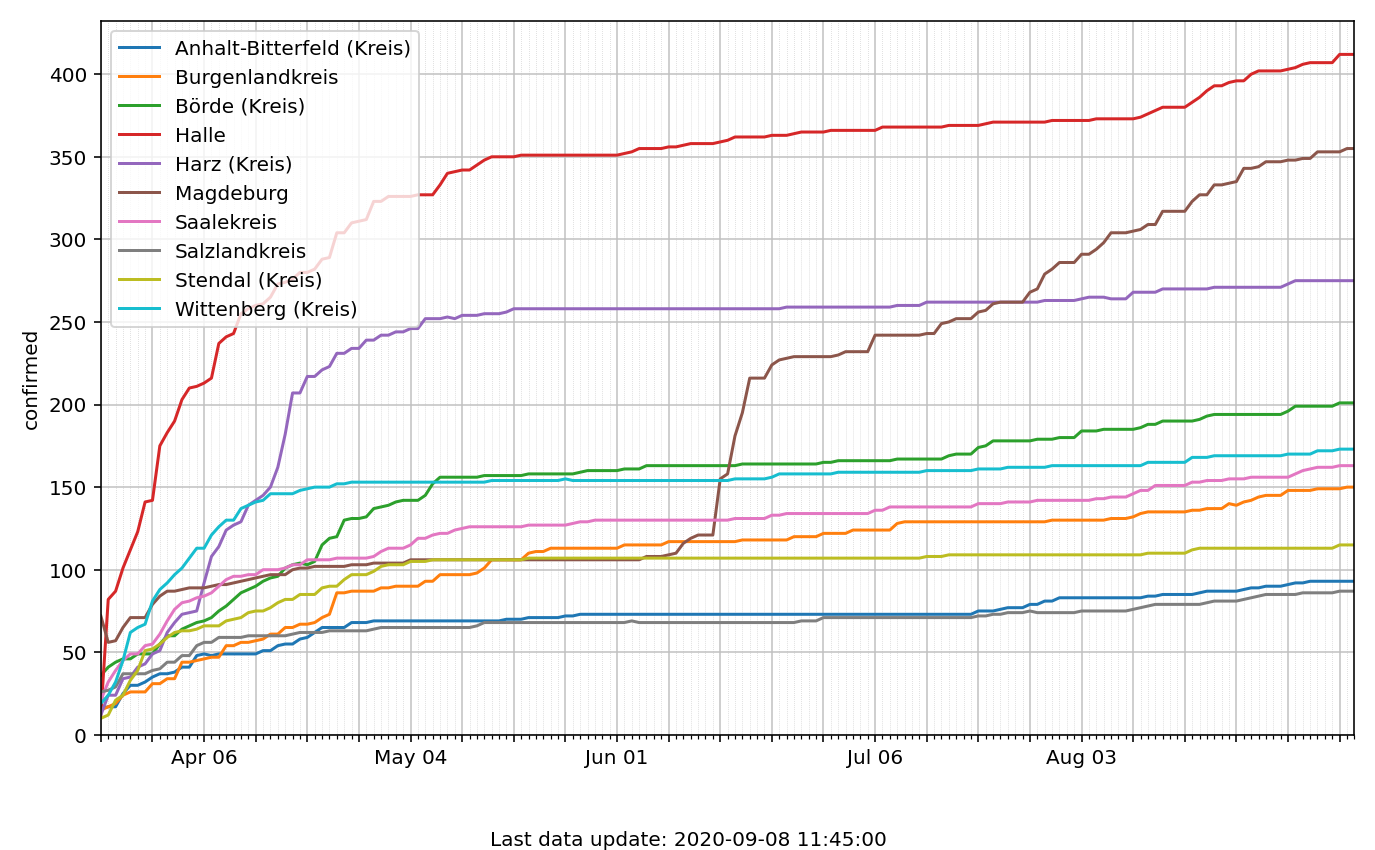 Anhalt-Bitterfeld (Kreis)
Burgenlandkreis
Börde (Kreis)
Halle
Harz (Kreis)
Magdeburg
Saalekreis
Salzlandkreis
Stendal (Kreis)
Wittenberg (Kreis)
confirmed
400
350
300
250
200
150
100
50
0
Apr 06 May 04 Jun 01 Jul 06 Aug 03
Last data update: 2020-09-08 11:45:00